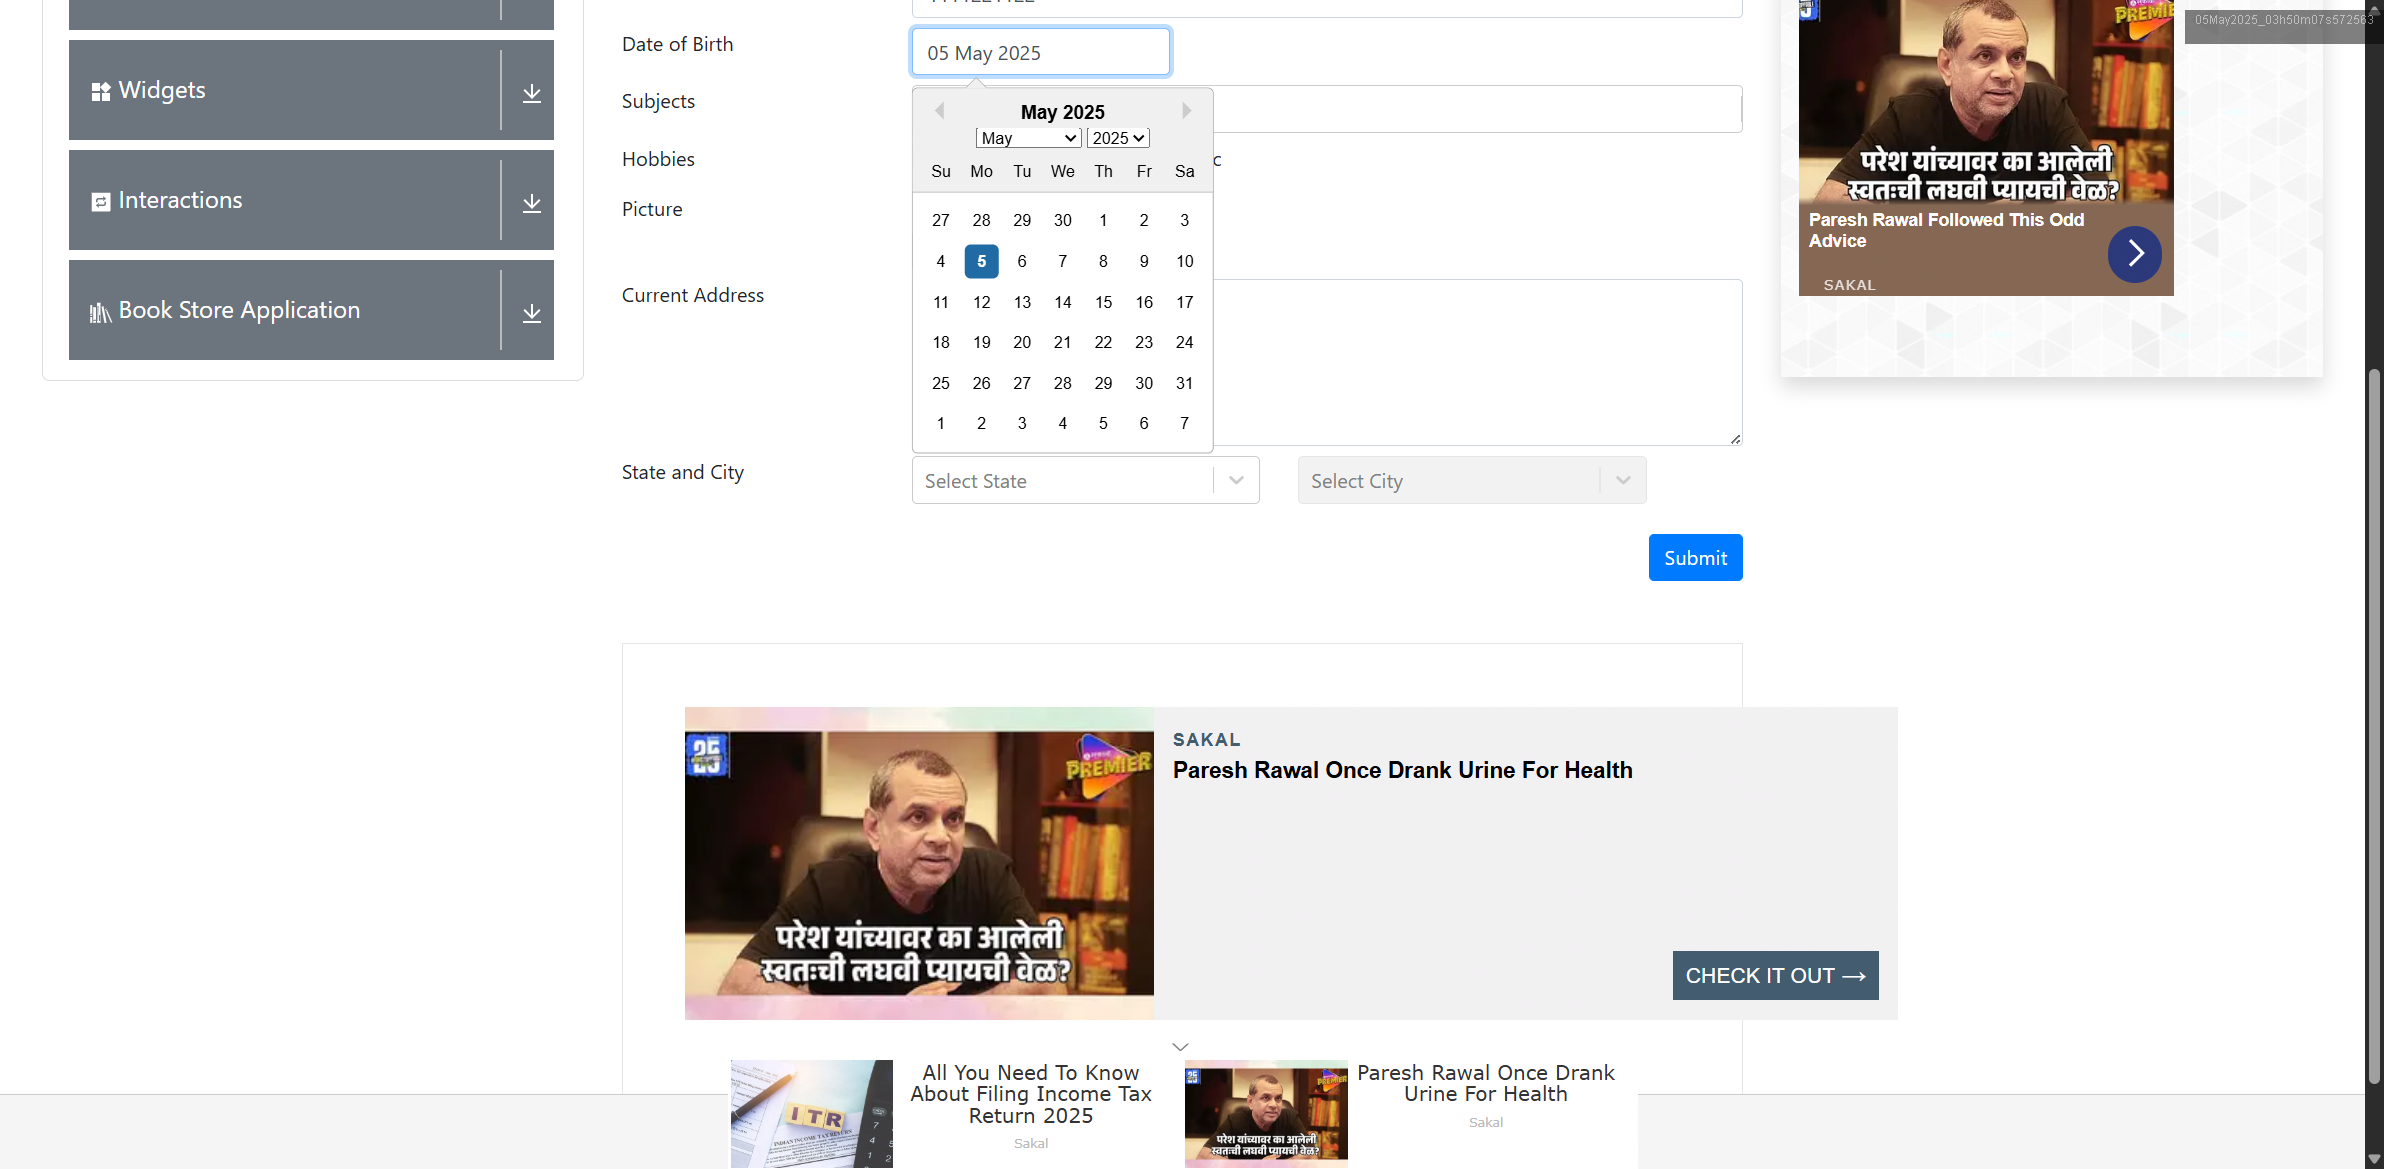 05May2025_03h50m07s572563
Date of Birth
05 May 2025
Widgets
Subjects
May 2025
May
2025
Hobbies
c
Su Mo Tu We Th Fr Sa
Interactions
Picture
27 28 29 30 1 2 3
4 5 6 7 8 9 10
11 12 13 14 15 16 17
18 19 20 21 22 23 24
25 26 27 28 29 30 31
1 2 3 4 5 6 7
Book Store Application
Current Address
State and City
Select State
Select City
Submit
PREMIER
परेश यांच्यावर का आलेली
स्वतःची लघवी प्यायची वेळ?
Paresh Rawal Followed This Odd
Advice
SAKAL
25
PREMIER
परेश यांच्यावर का आलेली
स्वतःची लघवी प्यायची वेळ?
SAKAL
Paresh Rawal Once Drank Urine For Health
CHECK IT OUT →
ITR
INDIAN INCOME TAX RETURN
All You Need To Know
About Filing Income Tax
Return 2025
Sakal
25
PREMIER
परेश यांच्यावर का आलेली
स्वतःची लघवी प्यायची वेळ?
Paresh Rawal Once Drank
Urine For Health
Sakal